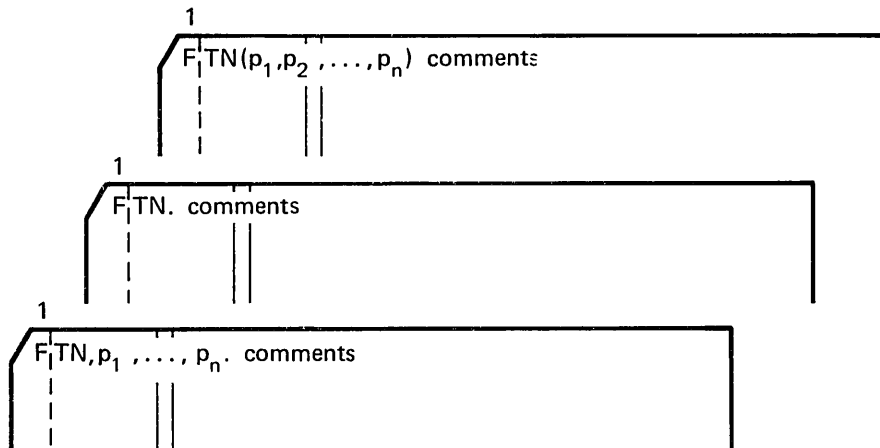 1
FTN(p₁,p₂,...,pₙ) comments
1
FTN. comments
1
FTN,p₁,...,pₙ. comments